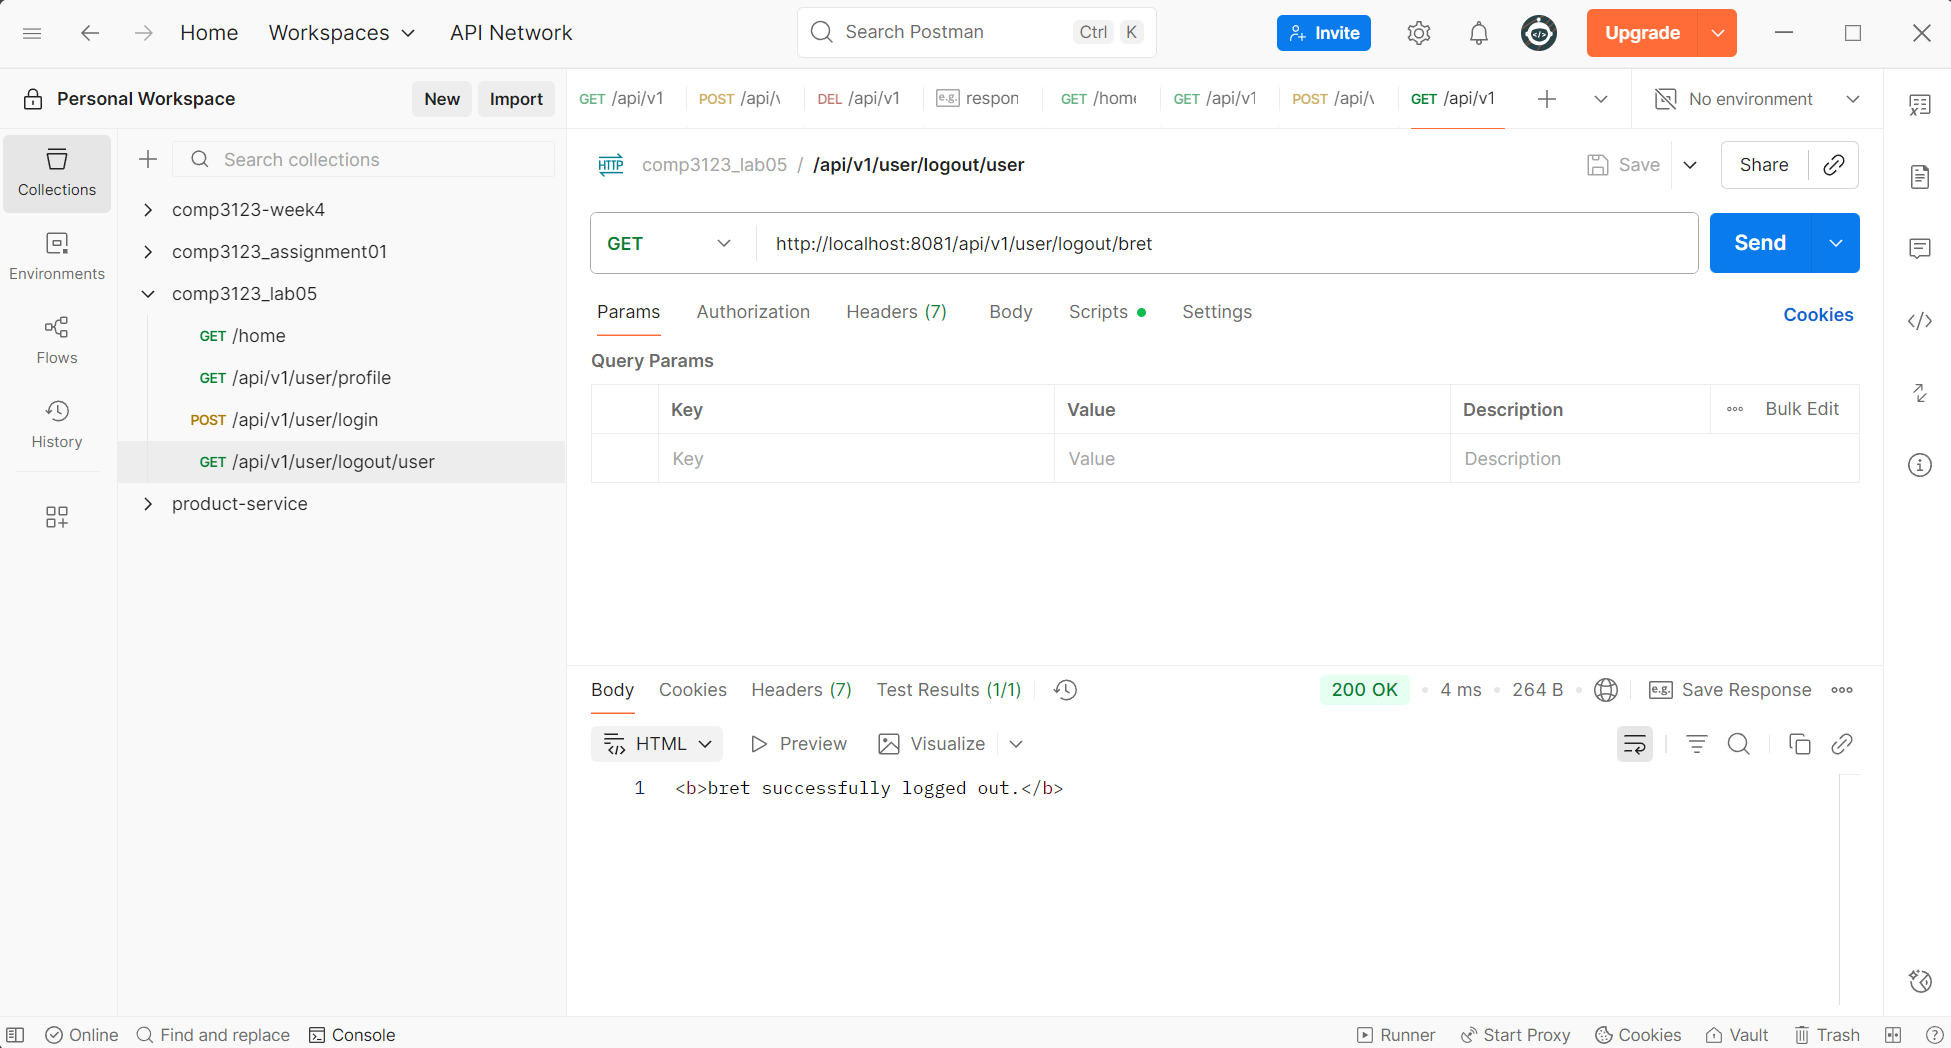 Home Workspaces API Network Search Postman Ctrl K Invite Upgrade
Personal Workspace New Import
GET /api/v1 POST /api/v DEL /api/v1 e.g. respon GET /home GET /api/v1 POST /api/v GET /api/v1 No environment
Collections
Environments
Flows
History
Search collections
comp3123-week4
comp3123_assignment01
comp3123_lab05
GET /home
GET /api/v1/user/profile
POST /api/v1/user/login
GET /api/v1/user/logout/user
product-service
HTTP comp3123_lab05 / /api/v1/user/logout/user Save Share
GET http://localhost:8081/api/v1/user/logout/bret Send
Params Authorization Headers (7) Body Scripts Settings Cookies
Query Params
Key Value Description Bulk Edit
Key Value Description
Body Cookies Headers (7) Test Results (1/1) 200 OK 4 ms 264 B e.g. Save Response
HTML Preview Visualize
1 <b>bret successfully logged out.</b>
Online Find and replace Console Runner Start Proxy Cookies Vault Trash